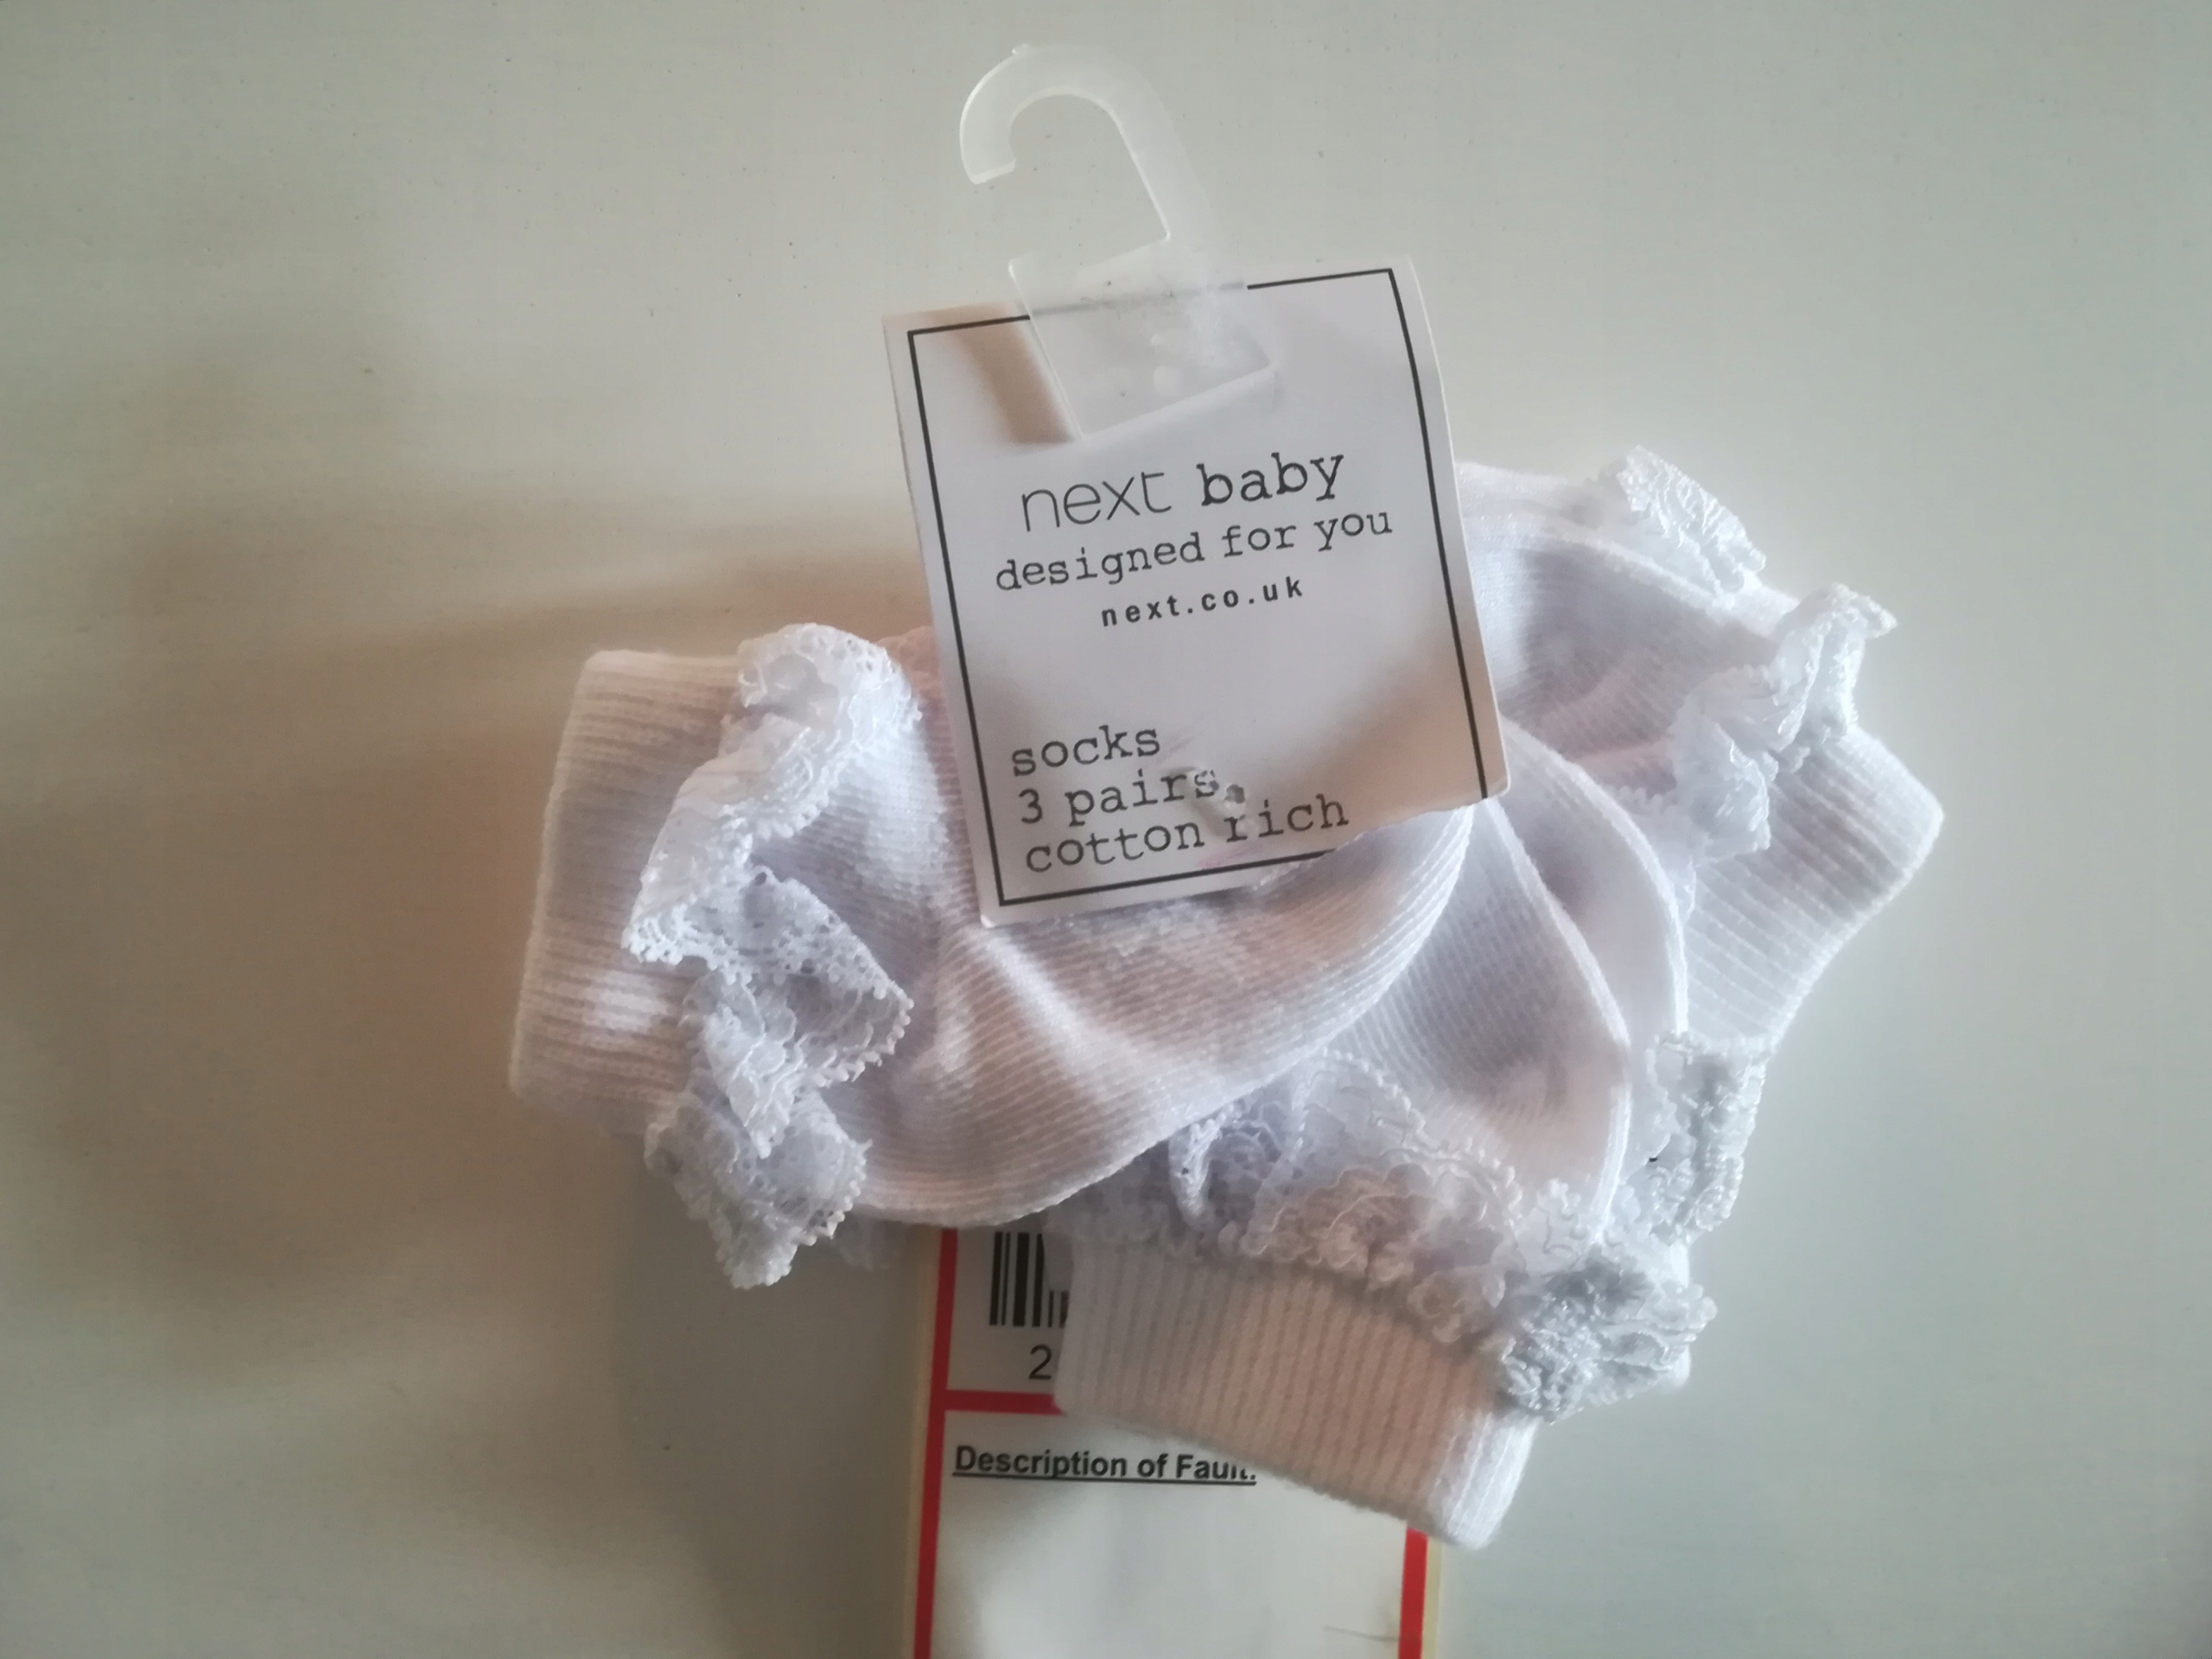 next baby
designed for you
next.co.uk
socks
3 pairs
cotton rich
2
Description of Fault: